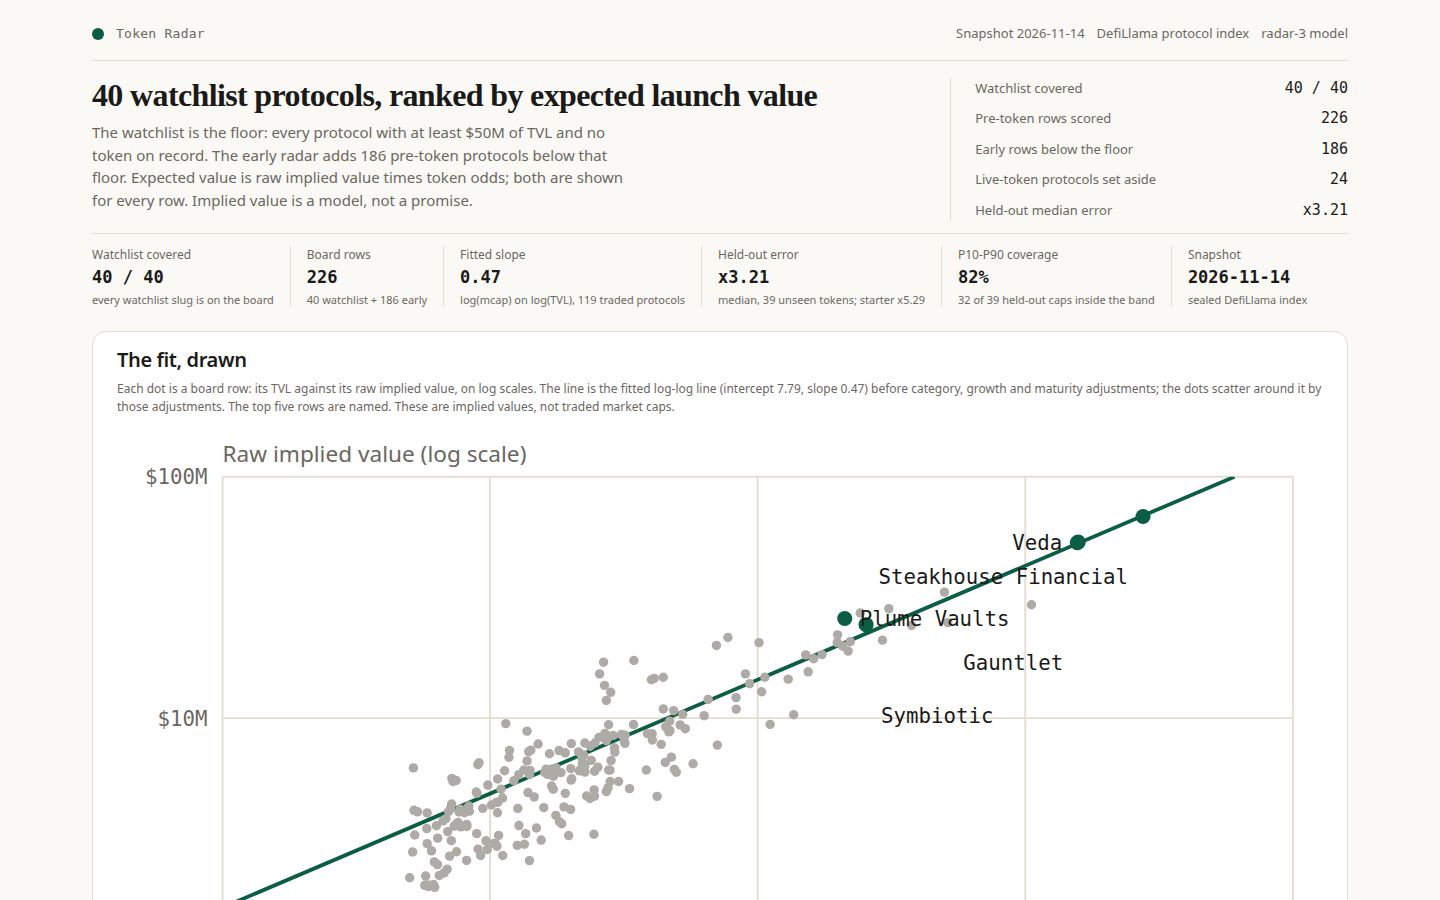 Token Radar
Snapshot 2026-11-14 DefiLlama protocol index radar-3 model
40 watchlist protocols, ranked by expected launch value
The watchlist is the floor: every protocol with at least $50M of TVL and no
token on record. The early radar adds 186 pre-token protocols below that
floor. Expected value is raw implied value times token odds; both are shown
for every row. Implied value is a model, not a promise.
Watchlist covered 40 / 40
Pre-token rows scored 226
Early rows below the floor 186
Live-token protocols set aside 24
Held-out median error x3.21
Watchlist covered
40 / 40
every watchlist slug is on the board
Board rows
226
40 watchlist + 186 early
Fitted slope
0.47
log(mcap) on log(TVL), 119 traded protocols
Held-out error
x3.21
median, 39 unseen tokens; starter x5.29
P10-P90 coverage
82%
32 of 39 held-out caps inside the band
Snapshot
2026-11-14
sealed DefiLlama index
The fit, drawn
Each dot is a board row: its TVL against its raw implied value, on log scales. The line is the fitted log-log line (intercept 7.79, slope 0.47) before category, growth and maturity adjustments; the dots scatter around it by
those adjustments. The top five rows are named. These are implied values, not traded market caps.
Raw implied value (log scale)
$100M
Veda
Steakhouse Financial
Plume Vaults
Gauntlet
$10M
Symbiotic